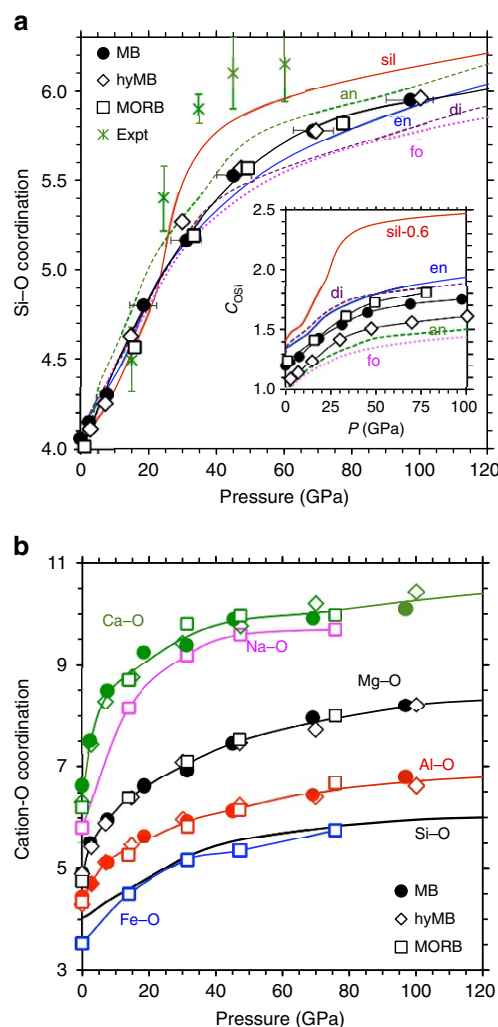 a
MB
hyMB
MORB
Expt
sil
an
en
di
fo
6.0
5.5
5.0
4.5
4.0
Si–O coordination
0 20 40 60 80 100 120
Pressure (GPa)
2.5
2.0
1.5
1.0
COSi
sil-0.6
en
di
an
fo
0 25 50 75 100
P (GPa)
b
11
9
7
5
3
Cation-O coordination
Ca–O
Na–O
Mg–O
Al–O
Si–O
Fe–O
MB
hyMB
MORB
0 20 40 60 80 100 120
Pressure (GPa)